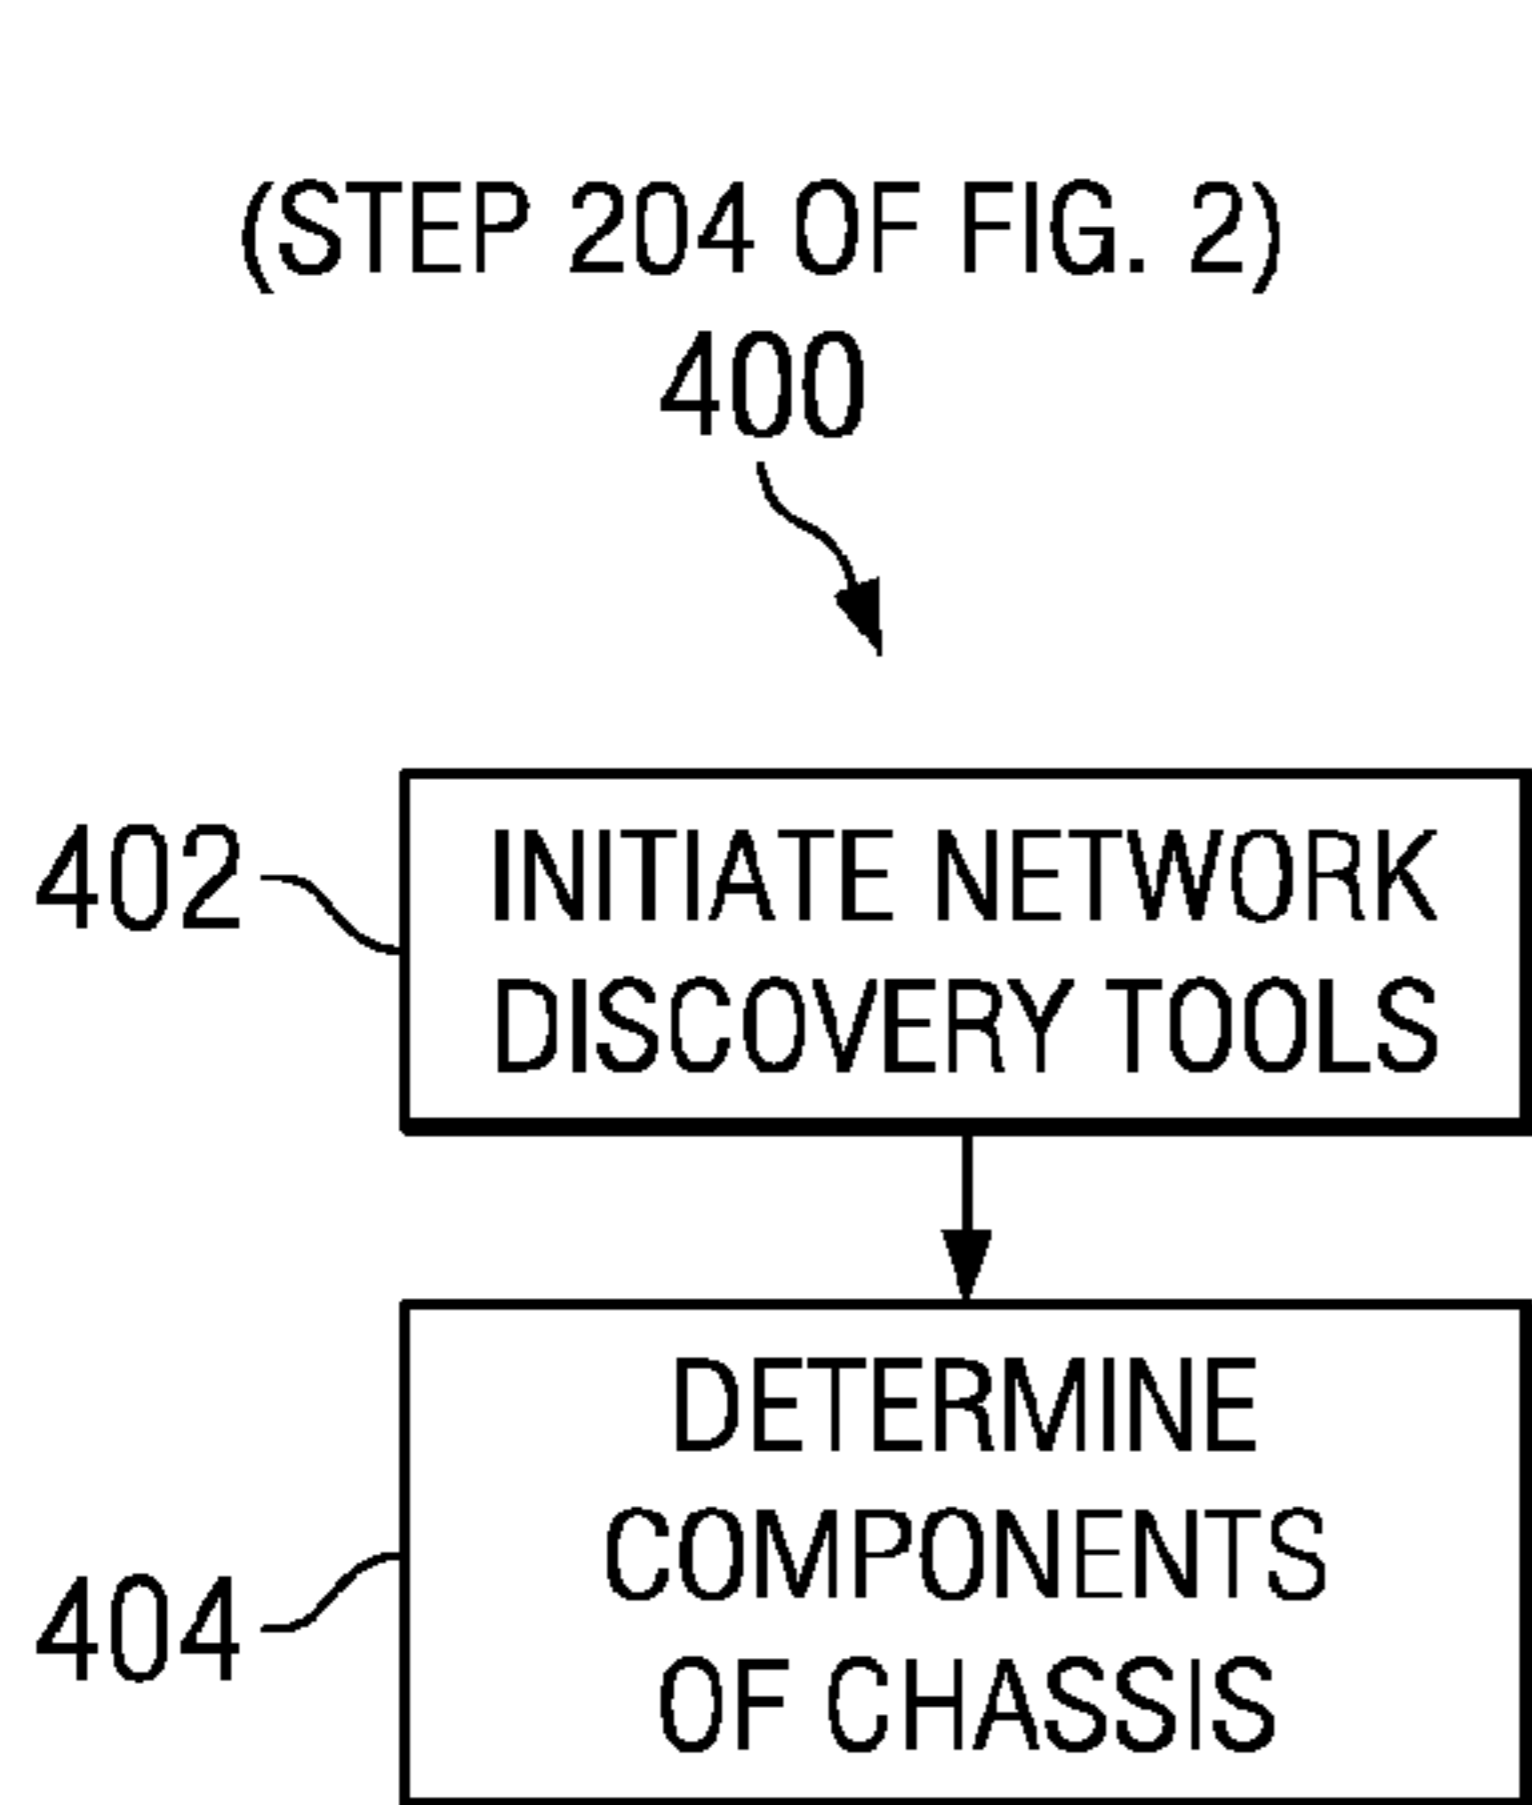 (STEP 204 OF FIG. 2)
400
402
INITIATE NETWORK
DISCOVERY TOOLS
404
DETERMINE
COMPONENTS
OF CHASSIS